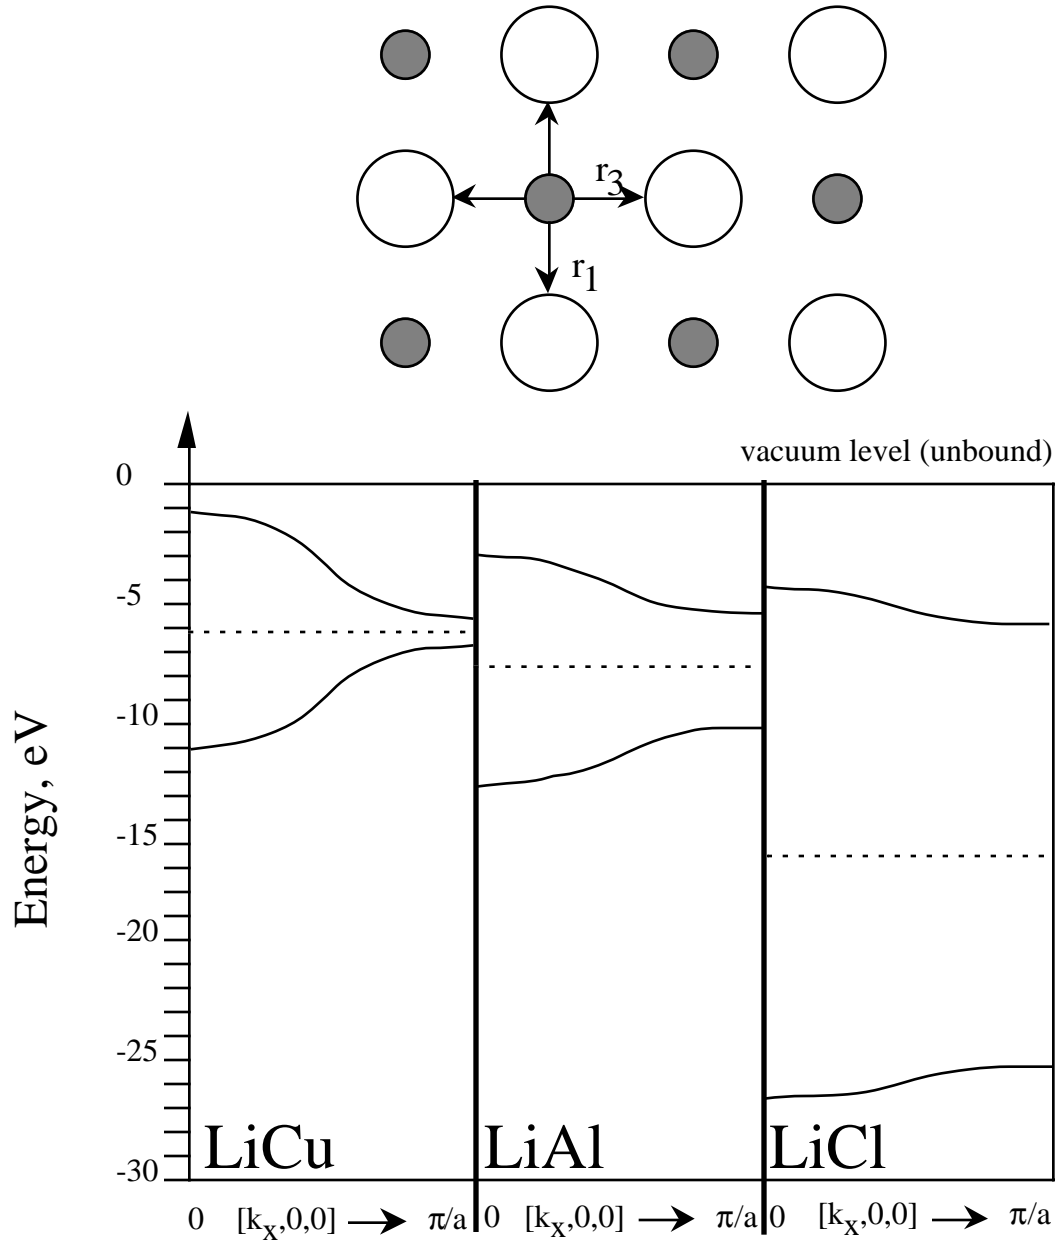 r3
r1
vacuum level (unbound)
0
-5
-10
-15
-20
-25
-30
Energy, eV
LiCu
LiAl
LiCl
0 [kx,0,0] π/a
0 [kx,0,0] π/a
0 [kx,0,0] π/a